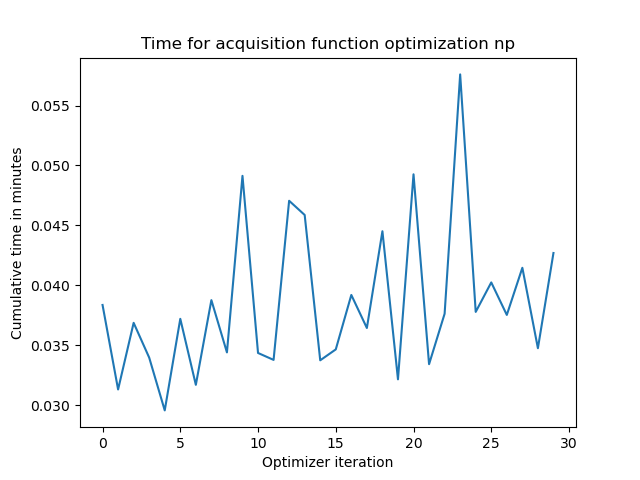 Time for acquisition function optimization np
Cumulative time in minutes
0.055
0.050
0.045
0.040
0.035
0.030
0 5 10 15 20 25 30
Optimizer iteration